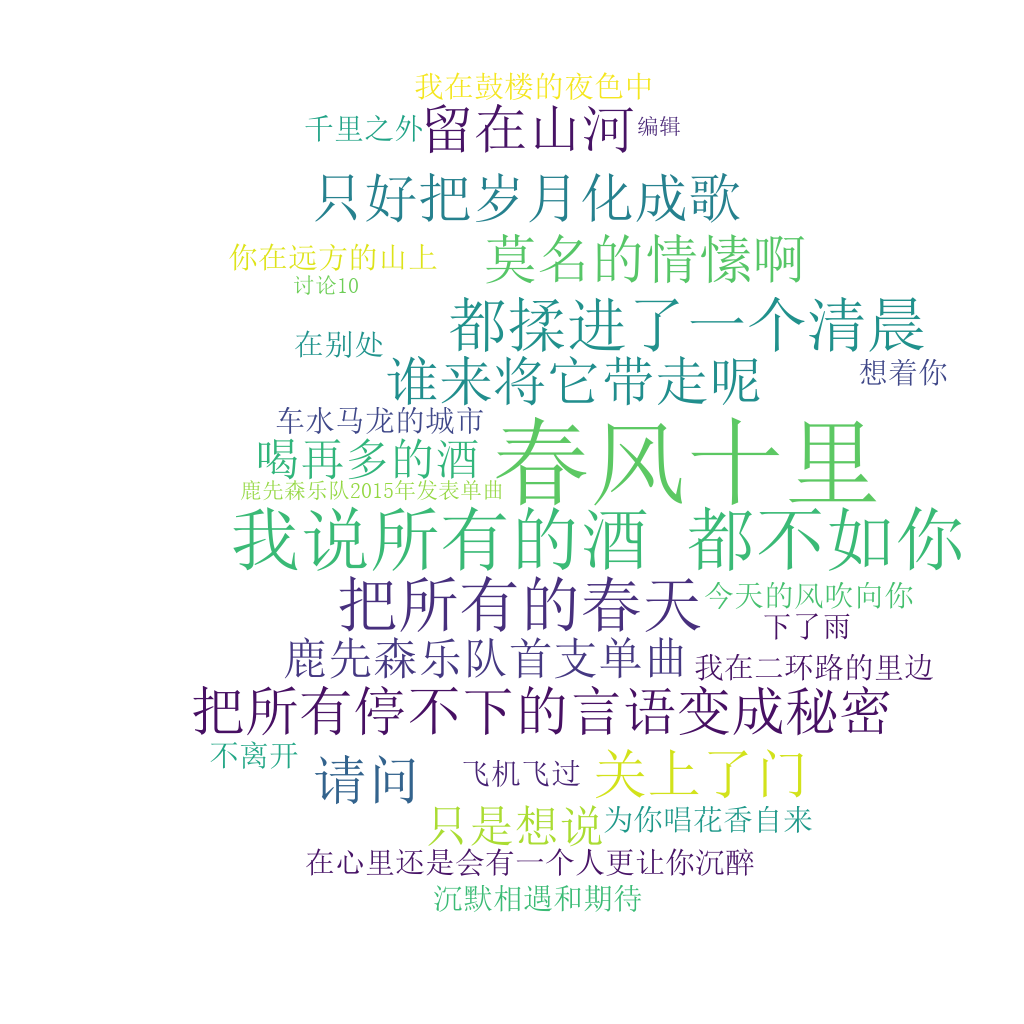 我在鼓楼的夜色中
千里之外
留在山河
编辑
只好把岁月化成歌
你在远方的山上
莫名的情愫啊
讨论10
都揉进了一个清晨
在别处
谁来将它带走呢
想着你
车水马龙的城市
喝再多的酒
春风十里
鹿先森乐队2015年发表单曲
我说所有的酒
都不如你
把所有的春天
今天的风吹向你
下了雨
鹿先森乐队首支单曲
我在二环路的里边
把所有停不下的言语变成秘密
不离开
请问
飞机飞过
关上了门
只是想说
为你唱花香自来
在心里还是会有一个人更让你沉醉
沉默相遇和期待